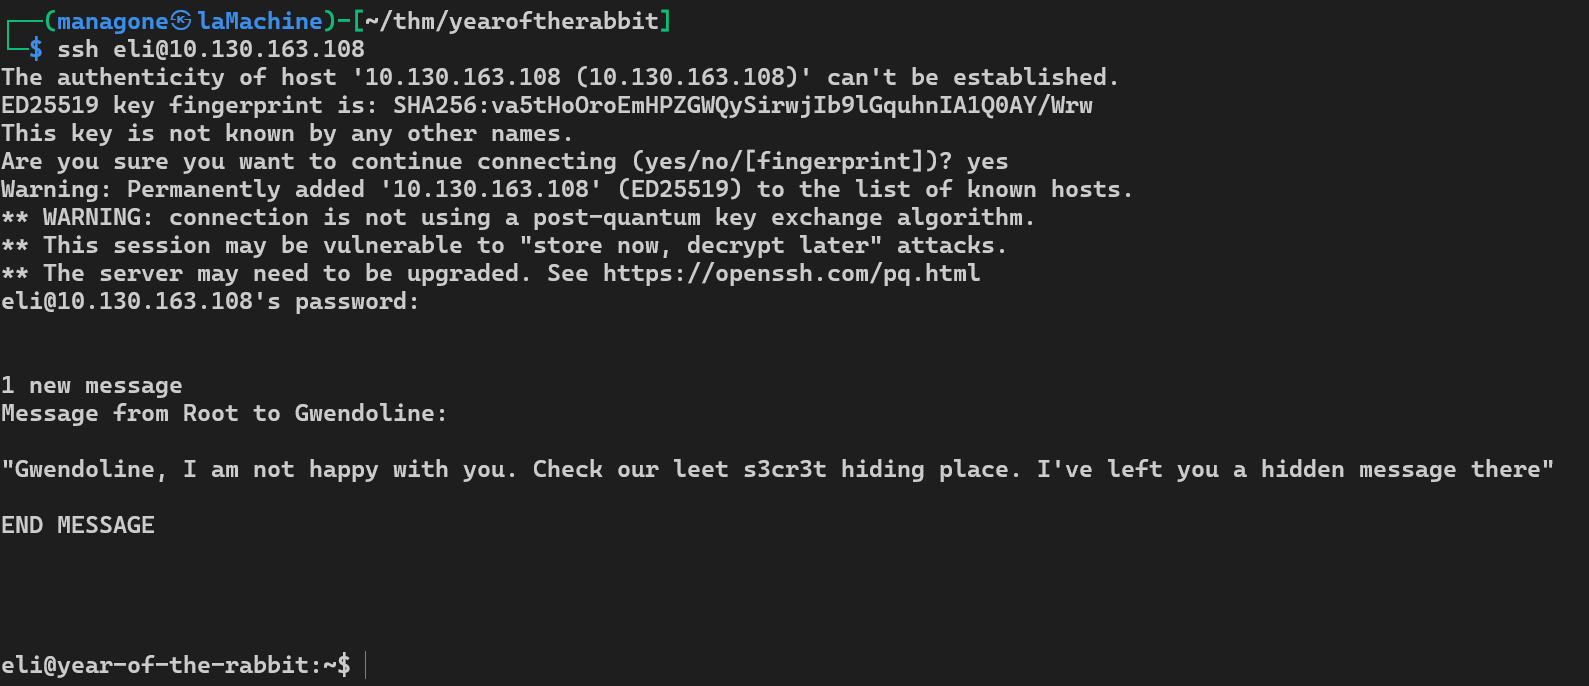 ┌──(managone㉿laMachine)-[~/thm/yearoftherabbit]
└─$ ssh eli@10.130.163.108
The authenticity of host '10.130.163.108 (10.130.163.108)' can't be established.
ED25519 key fingerprint is: SHA256:va5tHoOroEmHPZGWQySirwjIb9lGquhnIA1Q0AY/Wrw
This key is not known by any other names.
Are you sure you want to continue connecting (yes/no/[fingerprint])? yes
Warning: Permanently added '10.130.163.108' (ED25519) to the list of known hosts.
** WARNING: connection is not using a post-quantum key exchange algorithm.
** This session may be vulnerable to "store now, decrypt later" attacks.
** The server may need to be upgraded. See https://openssh.com/pq.html
eli@10.130.163.108's password:
1 new message
Message from Root to Gwendoline:
"Gwendoline, I am not happy with you. Check our leet s3cr3t hiding place. I've left you a hidden message there"
END MESSAGE
eli@year-of-the-rabbit:~$